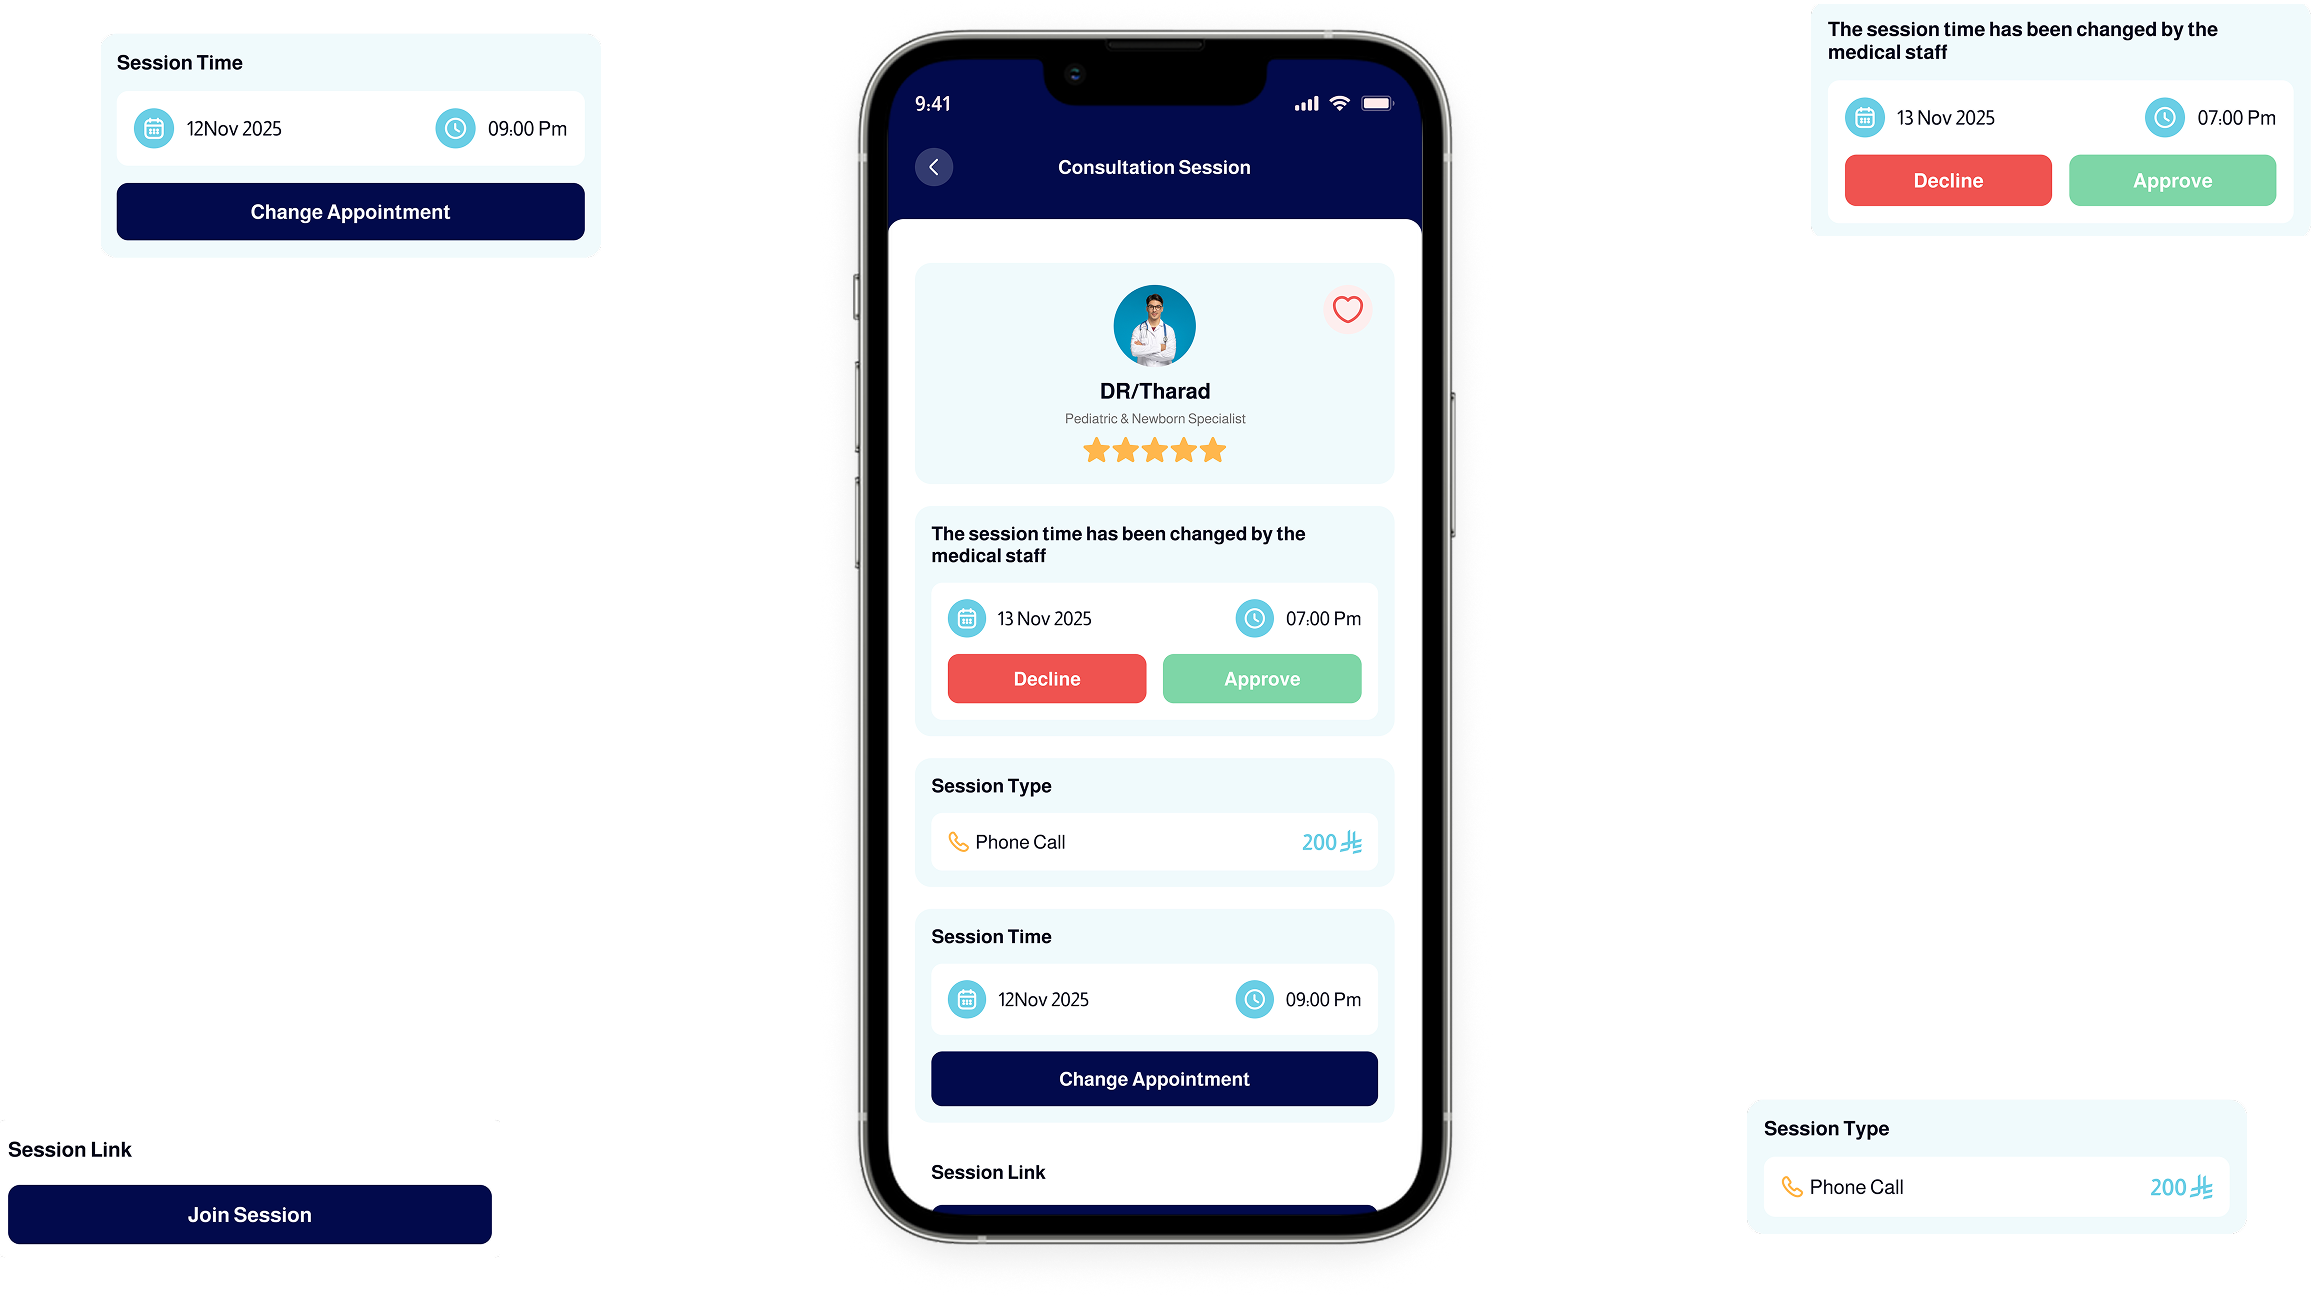 Session Time
12Nov 2025
09:00 Pm
Change Appointment
Session Link
Join Session
9:41
Consultation Session
DR/Tharad
Pediatric & Newborn Specialist
The session time has been changed by the
medical staff
13 Nov 2025
07:00 Pm
Decline
Approve
Session Type
Phone Call
200
Session Time
12Nov 2025
09:00 Pm
Change Appointment
Session Link
The session time has been changed by the
medical staff
13 Nov 2025
07:00 Pm
Decline
Approve
Session Type
Phone Call
200